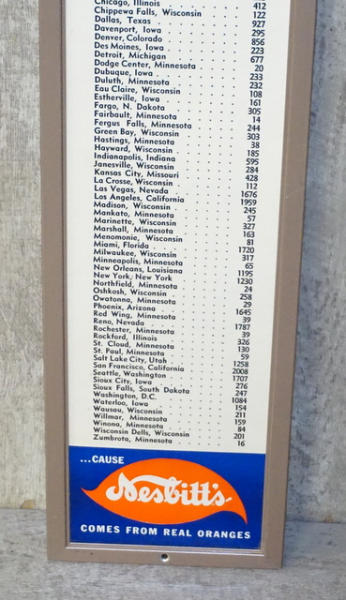 Chicago, Illinois 412
Chippewa Falls, Wisconsin 122
Dallas, Texas 927
Davenport, Iowa 295
Denver, Colorado 856
Des Moines, Iowa 223
Detroit, Michigan 677
Dodge Center, Minnesota 20
Dubuque, Iowa 233
Duluth, Minnesota 232
Eau Claire, Wisconsin 108
Estherville, Iowa 161
Fargo, N. Dakota 305
Faribault, Minnesota 14
Fergus Falls, Minnesota 244
Green Bay, Wisconsin 303
Hastings, Minnesota 38
Hayward, Wisconsin 185
Indianapolis, Indiana 595
Janesville, Wisconsin 284
Kansas City, Missouri 428
La Crosse, Wisconsin 112
Las Vegas, Nevada 1676
Los Angeles, California 1959
Madison, Wisconsin 245
Mankato, Minnesota 57
Marinette, Wisconsin 327
Marshall, Minnesota 163
Menomonie, Wisconsin 81
Miami, Florida 1720
Milwaukee, Wisconsin 317
Minneapolis, Minnesota 65
New Orleans, Louisiana 1195
New York, New York 1230
Northfield, Minnesota 24
Oshkosh, Wisconsin 258
Owatonna, Minnesota 29
Phoenix, Arizona 1645
Red Wing, Minnesota 39
Reno, Nevada 1787
Rochester, Minnesota 39
Rockford, Illinois 326
St. Cloud, Minnesota 130
St. Paul, Minnesota 59
Salt Lake City, Utah 1258
San Francisco, California 2008
Seattle, Washington 1707
Sioux City, Iowa 276
Sioux Falls, South Dakota 247
Washington, D.C. 1084
Waterloo, Iowa 154
Wausau, Wisconsin 211
Willmar, Minnesota 159
Winona, Minnesota 84
Wisconsin Dells, Wisconsin 201
Zumbrota, Minnesota 16
...CAUSE
Nesbitt's
COMES FROM REAL ORANGES